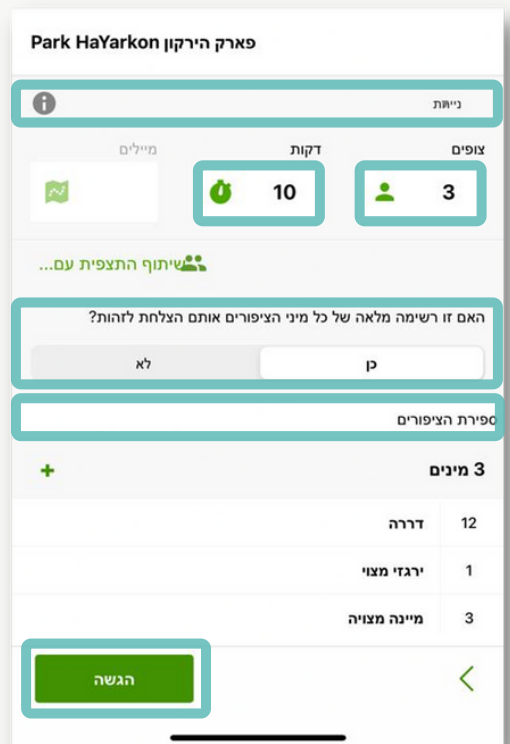 פארק הירקון Park HaYarkon
נייחת
צופים דקות מיילים
3 10
שיתוף התצפית עם...
האם זו רשימה מלאה של כל מיני הציפורים אותם הצלחת לזהות?
כן לא
ספירת הציפורים
3 מינים +
12 דררה
1 ירגזי מצוי
3 מיינה מצויה
הגשה